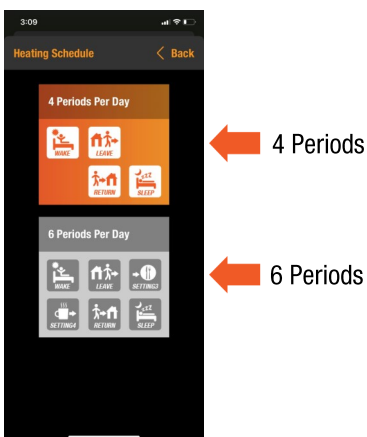 3:09
Heating Schedule
Back
4 Periods Per Day
WAKE
LEAVE
RETURN
SLEEP
4 Periods
6 Periods Per Day
WAKE
LEAVE
SETTING3
SETTING4
RETURN
SLEEP
6 Periods